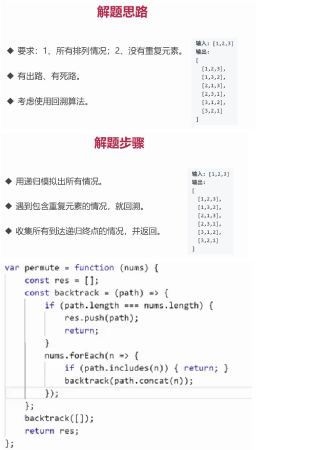 解题思路
◆ 要求：1、所有排列情况；2、没有重复元素。
◆ 有出路、有死路。
◆ 考虑使用回溯算法。
输入: [1,2,3]
输出:
[
[1,2,3],
[1,3,2],
[2,1,3],
[2,3,1],
[3,1,2],
[3,2,1]
]
解题步骤
◆ 用递归模拟出所有情况。
◆ 遇到包含重复元素的情况，就回溯。
◆ 收集所有到达递归终点的情况，并返回。
输入: [1,2,3]
输出:
[
[1,2,3],
[1,3,2],
[2,1,3],
[2,3,1],
[3,1,2],
[3,2,1]
]
var permute = function (nums) {
const res = [];
const backtrack = (path) => {
if (path.length === nums.length) {
res.push(path);
return;
}
nums.forEach(n => {
if (path.includes(n)) { return; }
backtrack(path.concat(n));
});
};
backtrack([]);
return res;
};